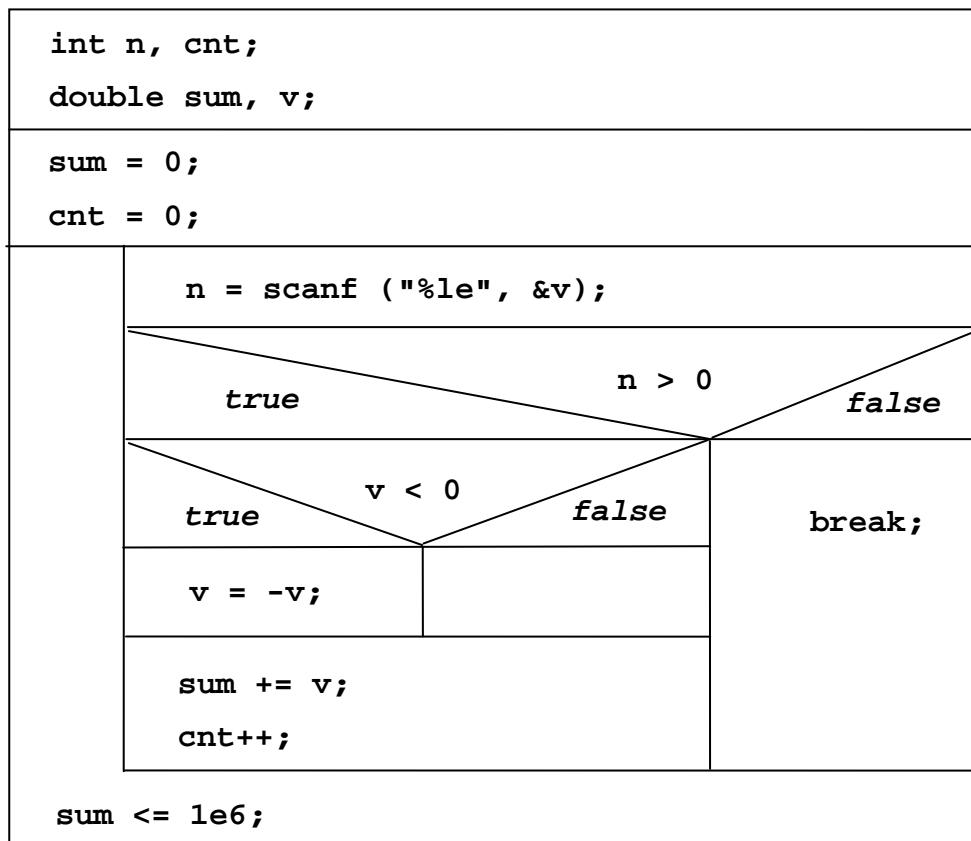 int n, cnt;
double sum, v;
sum = 0;
cnt = 0;
n = scanf ("%le", &v);
n > 0
true
false
v < 0
true
false
break;
v = -v;
sum += v;
cnt++;
sum <= 1e6;